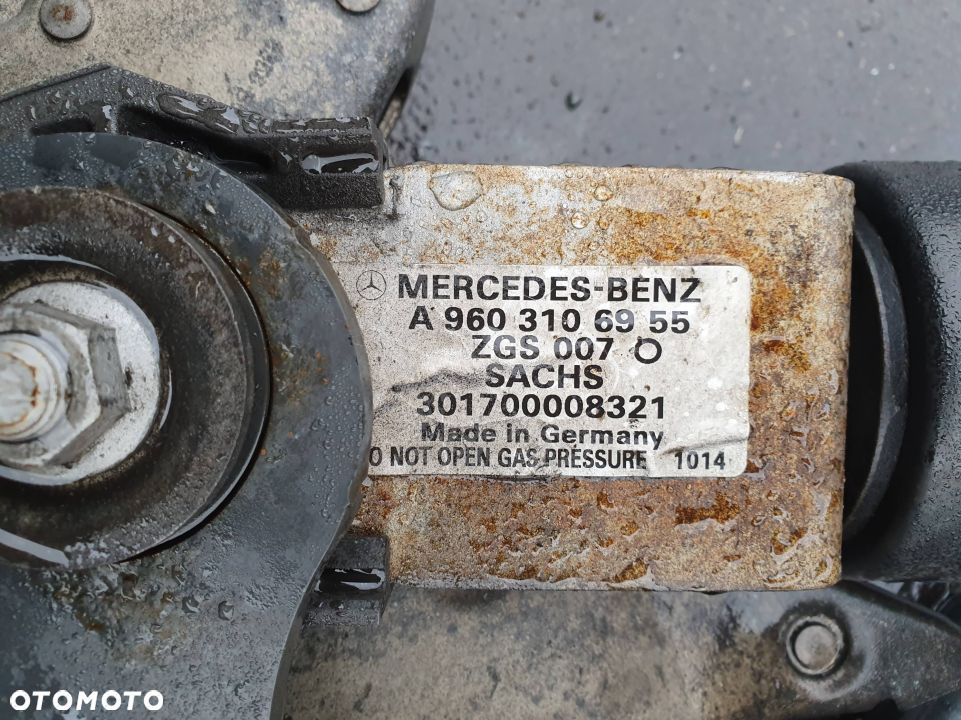 MERCEDES-BENZ
A 960 310 69 55
ZGS 007 O
SACHS
301700008321
Made in Germany
O NOT OPEN GAS PRESSURE 1014
OTOMOTO